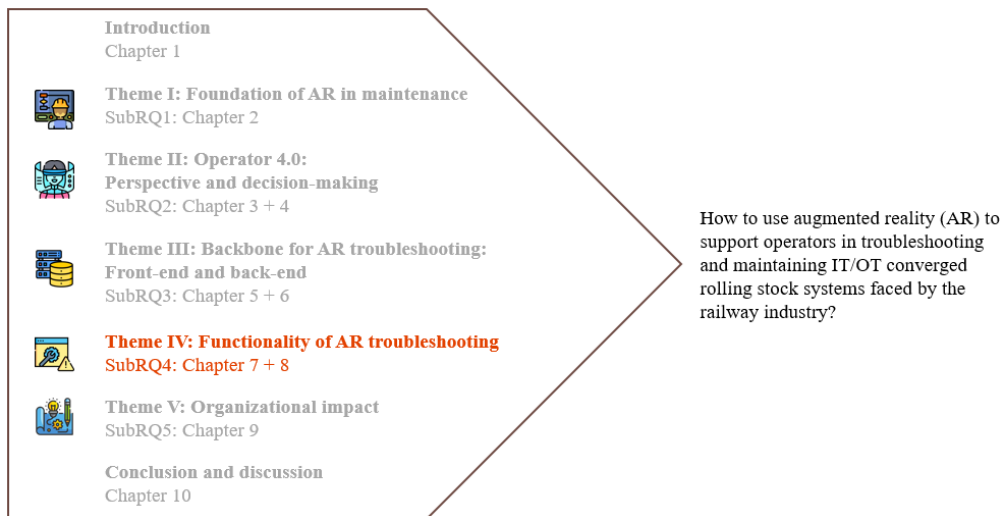 Introduction
Chapter 1
Theme I: Foundation of AR in maintenance
SubRQ1: Chapter 2
Theme II: Operator 4.0:
Perspective and decision-making
SubRQ2: Chapter 3 + 4
Theme III: Backbone for AR troubleshooting:
Front-end and back-end
SubRQ3: Chapter 5 + 6
Theme IV: Functionality of AR troubleshooting
SubRQ4: Chapter 7 + 8
Theme V: Organizational impact
SubRQ5: Chapter 9
Conclusion and discussion
Chapter 10
How to use augmented reality (AR) to
support operators in troubleshooting
and maintaining IT/OT converged
rolling stock systems faced by the
railway industry?